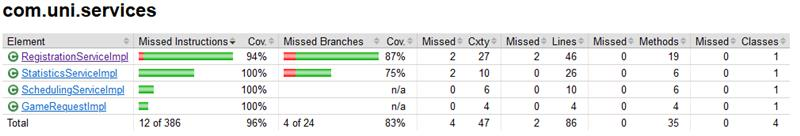 com.uni.services
Element Missed Instructions Cov. Missed Branches Cov. Missed Cxty Missed Lines Missed Methods Missed Classes
RegistrationServiceImpl 94% 87% 2 27 2 46 0 19 0 1
StatisticsServiceImpl 100% 75% 2 10 0 26 0 6 0 1
SchedulingServiceImpl 100% n/a 0 6 0 10 0 6 0 1
GameRequestImpl 100% n/a 0 4 0 4 0 4 0 1
Total 12 of 386 96% 4 of 24 83% 4 47 2 86 0 35 0 4